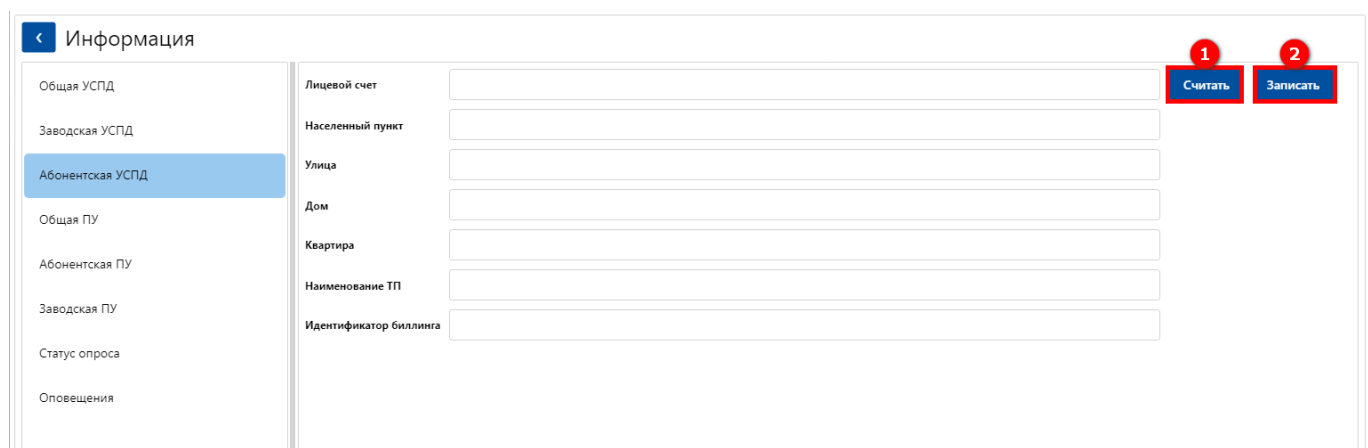 Информация
1
2
Общая УСПД
Заводская УСПД
Абонентская УСПД
Общая ПУ
Абонентская ПУ
Заводская ПУ
Статус опроса
Оповещения
Лицевой счет
Считать
Записать
Населенный пункт
Улица
Дом
Квартира
Наименование ТП
Идентификатор биллинга